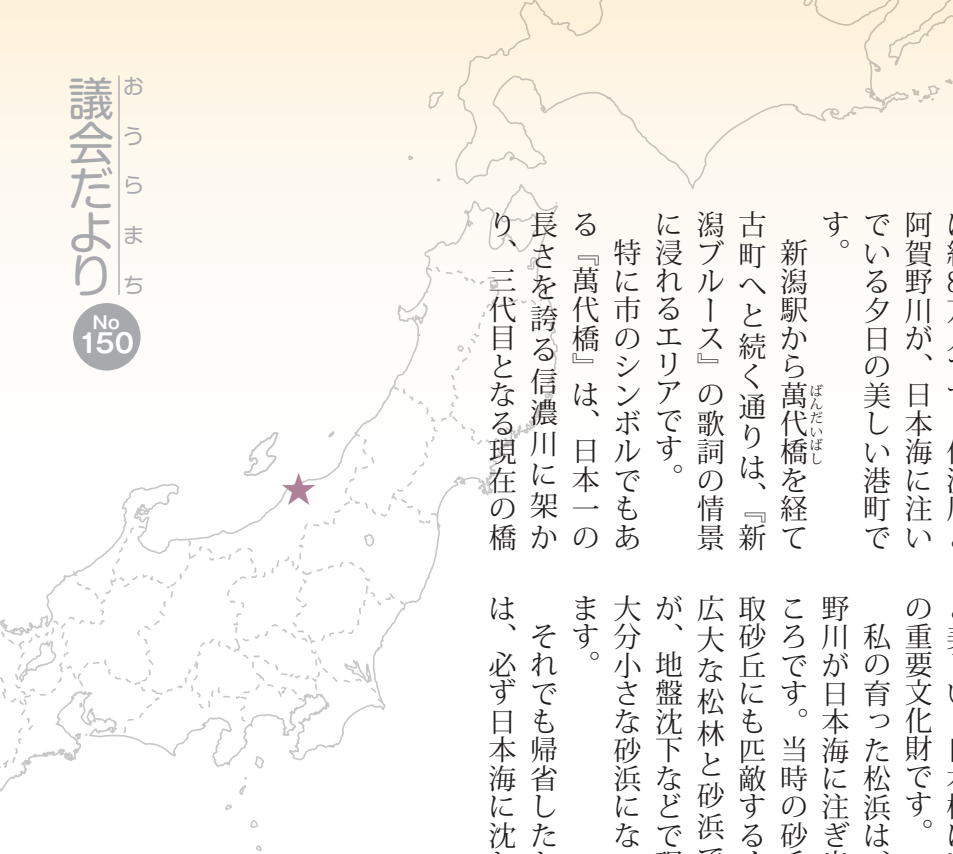 阿賀野川が、日本海に注い
でいる夕日の美しい港町で
す。
新潟駅から萬代橋を経て
ばんだいばし
古町へと続く通りは、『新
潟ブルース』の歌詞の情景
に浸れるエリアです。
特に市のシンボルでもあ
る『萬代橋』は、日本一の
長さを誇る信濃川に架か
り、三代目となる現在の橋
の重要文化財です。
私の育った松浜は、
野川が日本海に注ぎ
ころです。当時の砂
取砂丘にも匹敵する
広大な松林と砂浜で
が、地盤沈下などで
大分小さな砂浜にな
ます。
それでも帰省した
は、必ず日本海に沈
おうらまち
議会だより
No
150